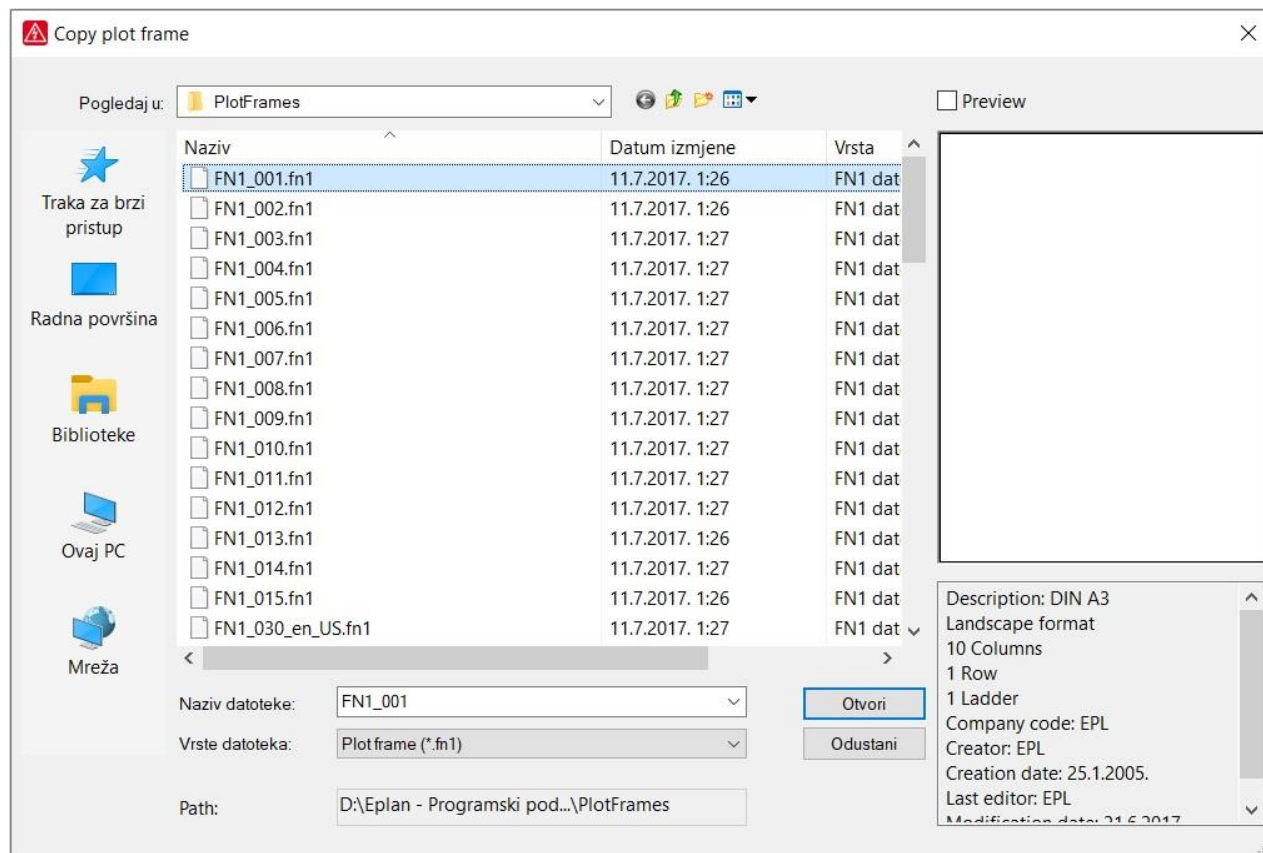 Copy plot frame
Pogledaj u: PlotFrames
Preview
Naziv Datum izmjene Vrsta
FN1_001.fn1 11.7.2017. 1:26 FN1 dat
FN1_002.fn1 11.7.2017. 1:26 FN1 dat
FN1_003.fn1 11.7.2017. 1:27 FN1 dat
FN1_004.fn1 11.7.2017. 1:27 FN1 dat
FN1_005.fn1 11.7.2017. 1:27 FN1 dat
FN1_006.fn1 11.7.2017. 1:27 FN1 dat
FN1_007.fn1 11.7.2017. 1:27 FN1 dat
FN1_008.fn1 11.7.2017. 1:27 FN1 dat
FN1_009.fn1 11.7.2017. 1:27 FN1 dat
FN1_010.fn1 11.7.2017. 1:27 FN1 dat
FN1_011.fn1 11.7.2017. 1:27 FN1 dat
FN1_012.fn1 11.7.2017. 1:27 FN1 dat
FN1_013.fn1 11.7.2017. 1:26 FN1 dat
FN1_014.fn1 11.7.2017. 1:27 FN1 dat
FN1_015.fn1 11.7.2017. 1:26 FN1 dat
FN1_030_en_US.fn1 11.7.2017. 1:27 FN1 dat
Traka za brzi
pristup
Radna površina
Biblioteke
Ovaj PC
Mreža
Naziv datoteke: FN1_001 Otvori
Vrste datoteka: Plot frame (*.fn1) Odustani
Path: D:\Eplan - Programski pod...\PlotFrames
Description: DIN A3
Landscape format
10 Columns
1 Row
1 Ladder
Company code: EPL
Creator: EPL
Creation date: 25.1.2005.
Last editor: EPL
Modification date: 21.6.2017